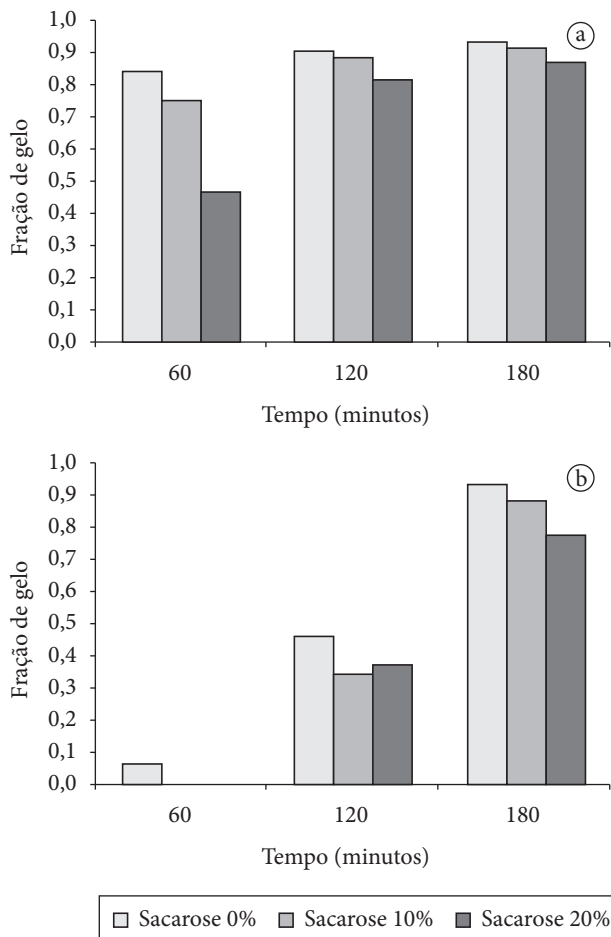 1,0
0,9
0,8
0,7
0,6
0,5
0,4
0,3
0,2
0,1
0,0
Fração de gelo
a
60 120 180
Tempo (minutos)
1,0
0,9
0,8
0,7
0,6
0,5
0,4
0,3
0,2
0,1
0,0
Fração de gelo
b
60 120 180
Tempo (minutos)
Sacarose 0% Sacarose 10% Sacarose 20%